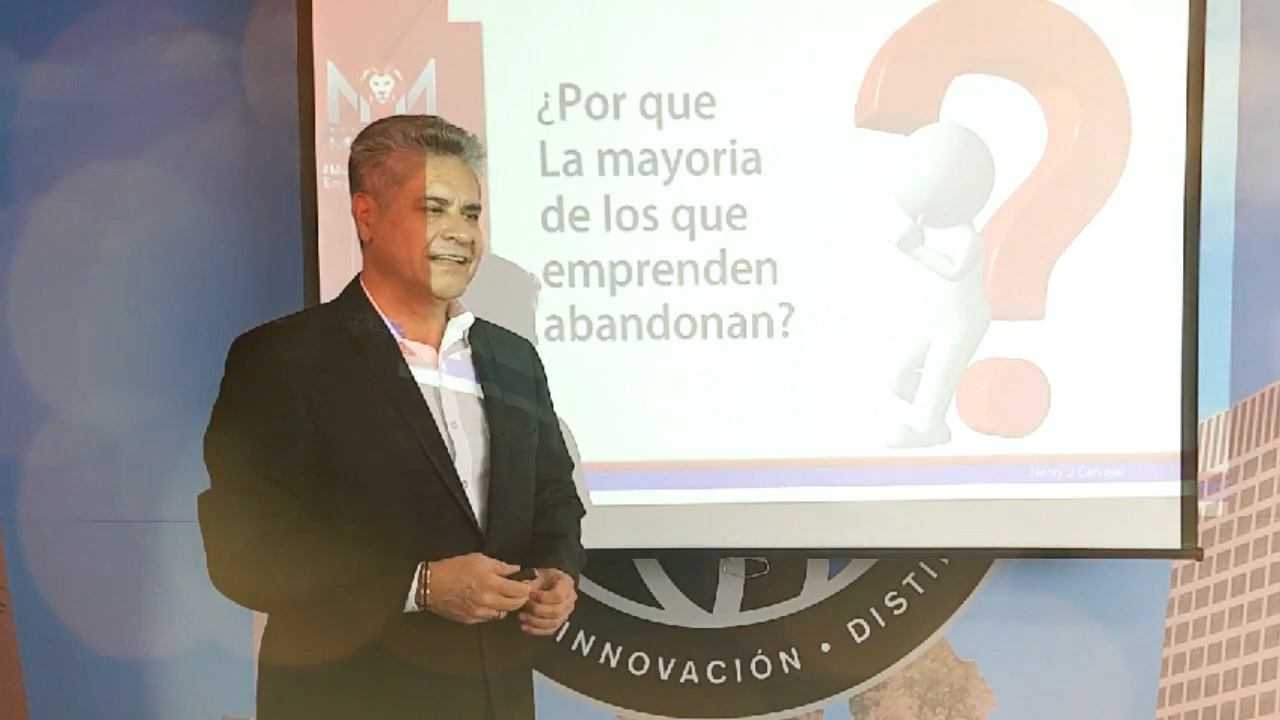 ¿Por que
La mayoria
de los que
emprenden
abandonan?
Henry J Carvajal
INNOVACIÓN • DISTI